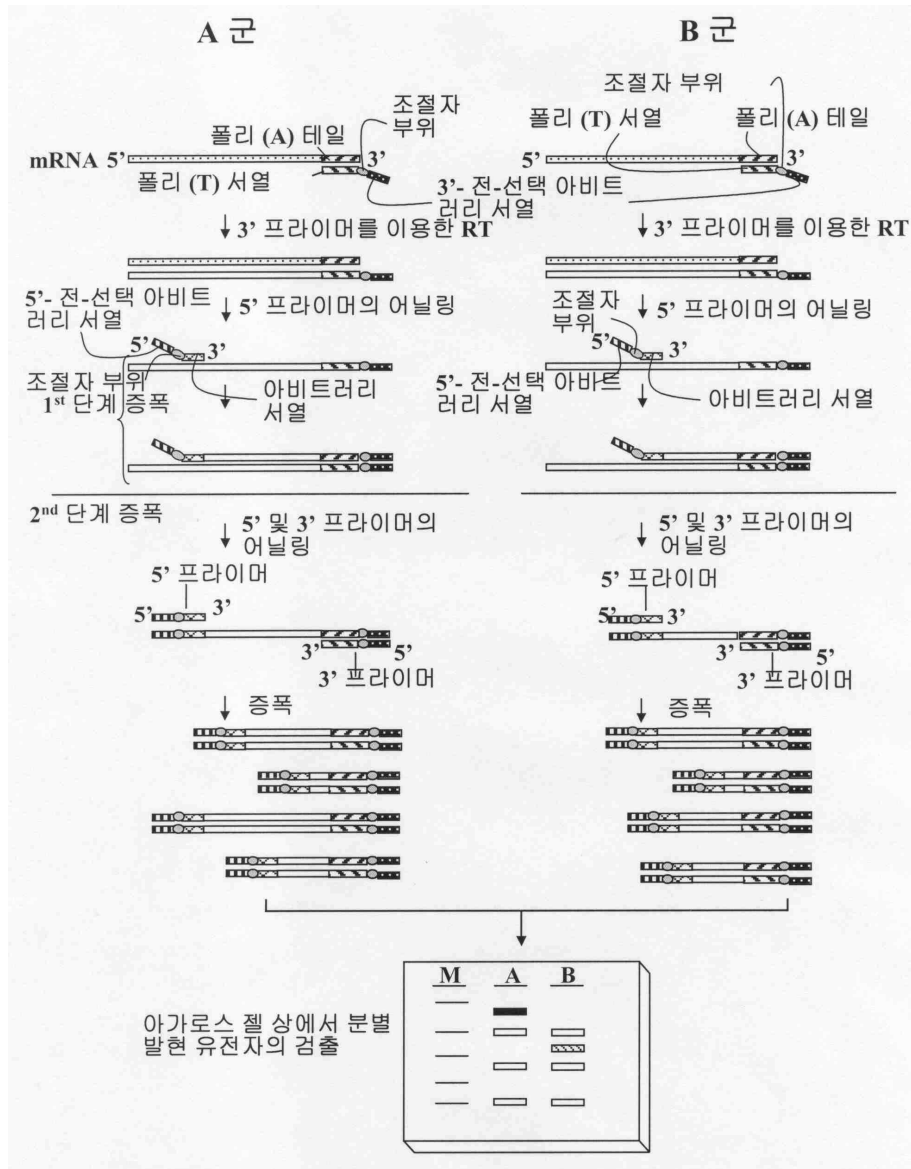 A 군
조절자
부위
폴리 (A) 테일
mRNA 5’
3’
폴리 (T) 서열
3’- 전-선택 아비트
러리 서열
3’ 프라이머를 이용한 RT
5’- 전-선택 아비트
러리 서열
5’ 프라이머의 어닐링
5’
3’
조절자 부위
아비트러리
서열
1st 단계 증폭
2nd 단계 증폭
5’ 및 3’ 프라이머의
어닐링
5’ 프라이머
5’
3’
3’
5’
3’ 프라이머
증폭
B 군
조절자 부위
폴리 (T) 서열
폴리 (A) 테일
5’
3’
3’ 프라이머를 이용한 RT
조절자
부위
5’ 프라이머의 어닐링
5’
3’
5’-전-선택 아비트
러리 서열
아비트러리 서열
5’ 및 3’ 프라이머의
어닐링
5’
프라이머
5’
3’
3’
5’
3’ 프라이머
증폭
M A B
아가로스 젤 상에서 분별
발현 유전자의 검출